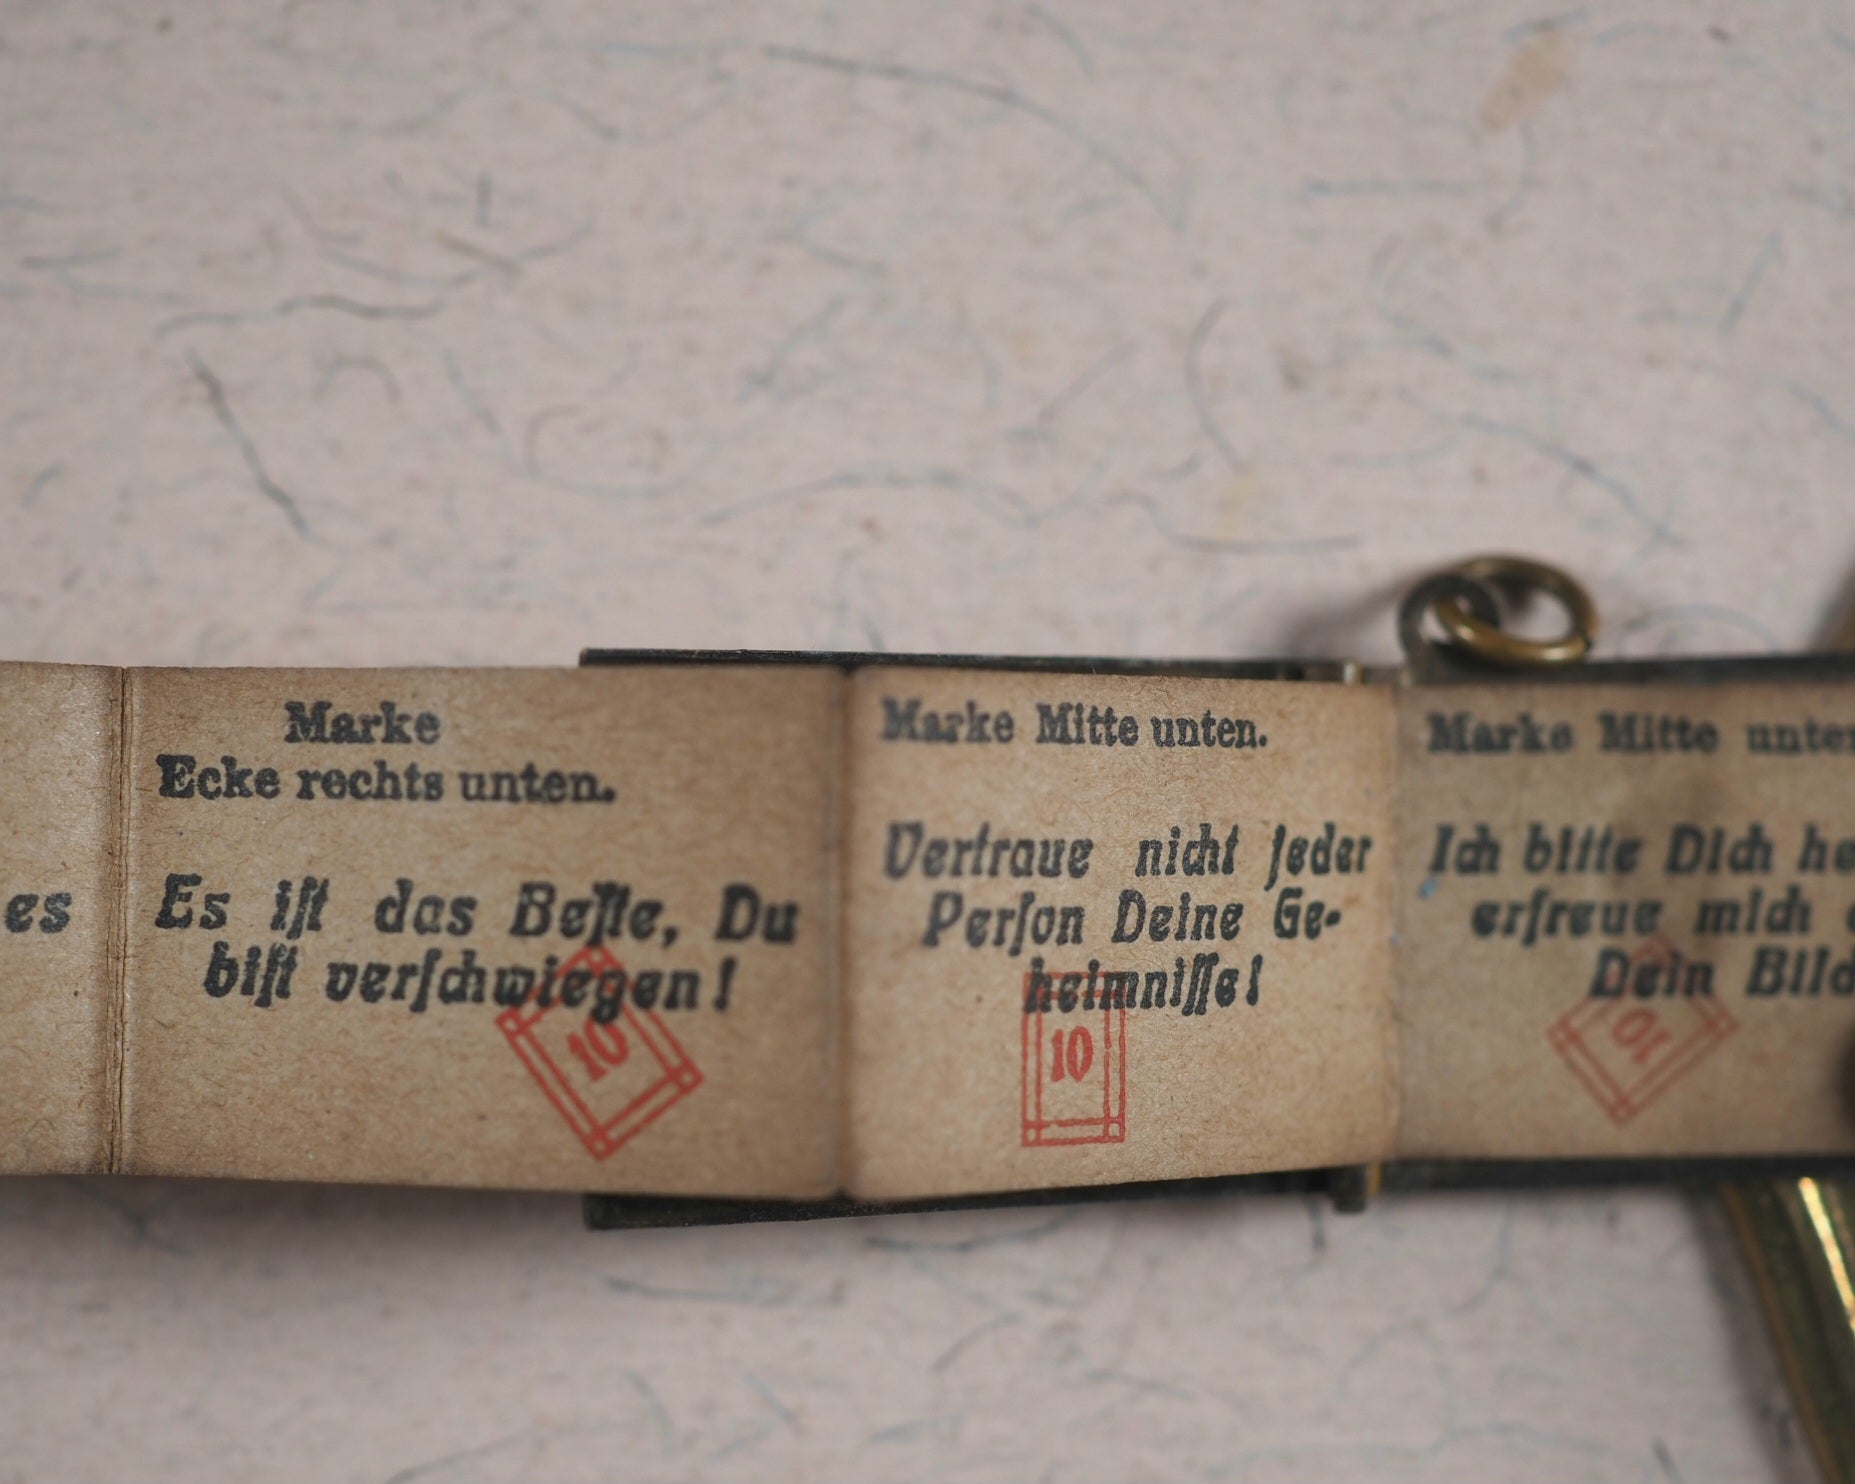 es
Marke
Ecke rechts unten.
Es iſt das Beſte, Du
biſt verſchwiegen!
10
Marke Mitte unten.
Vertraue nicht jeder
Perſon Deine Ge-
heimniſſe!
10
Marke Mitte unten
Ich bitte Dich
erfreue mich
Dein Bild
10